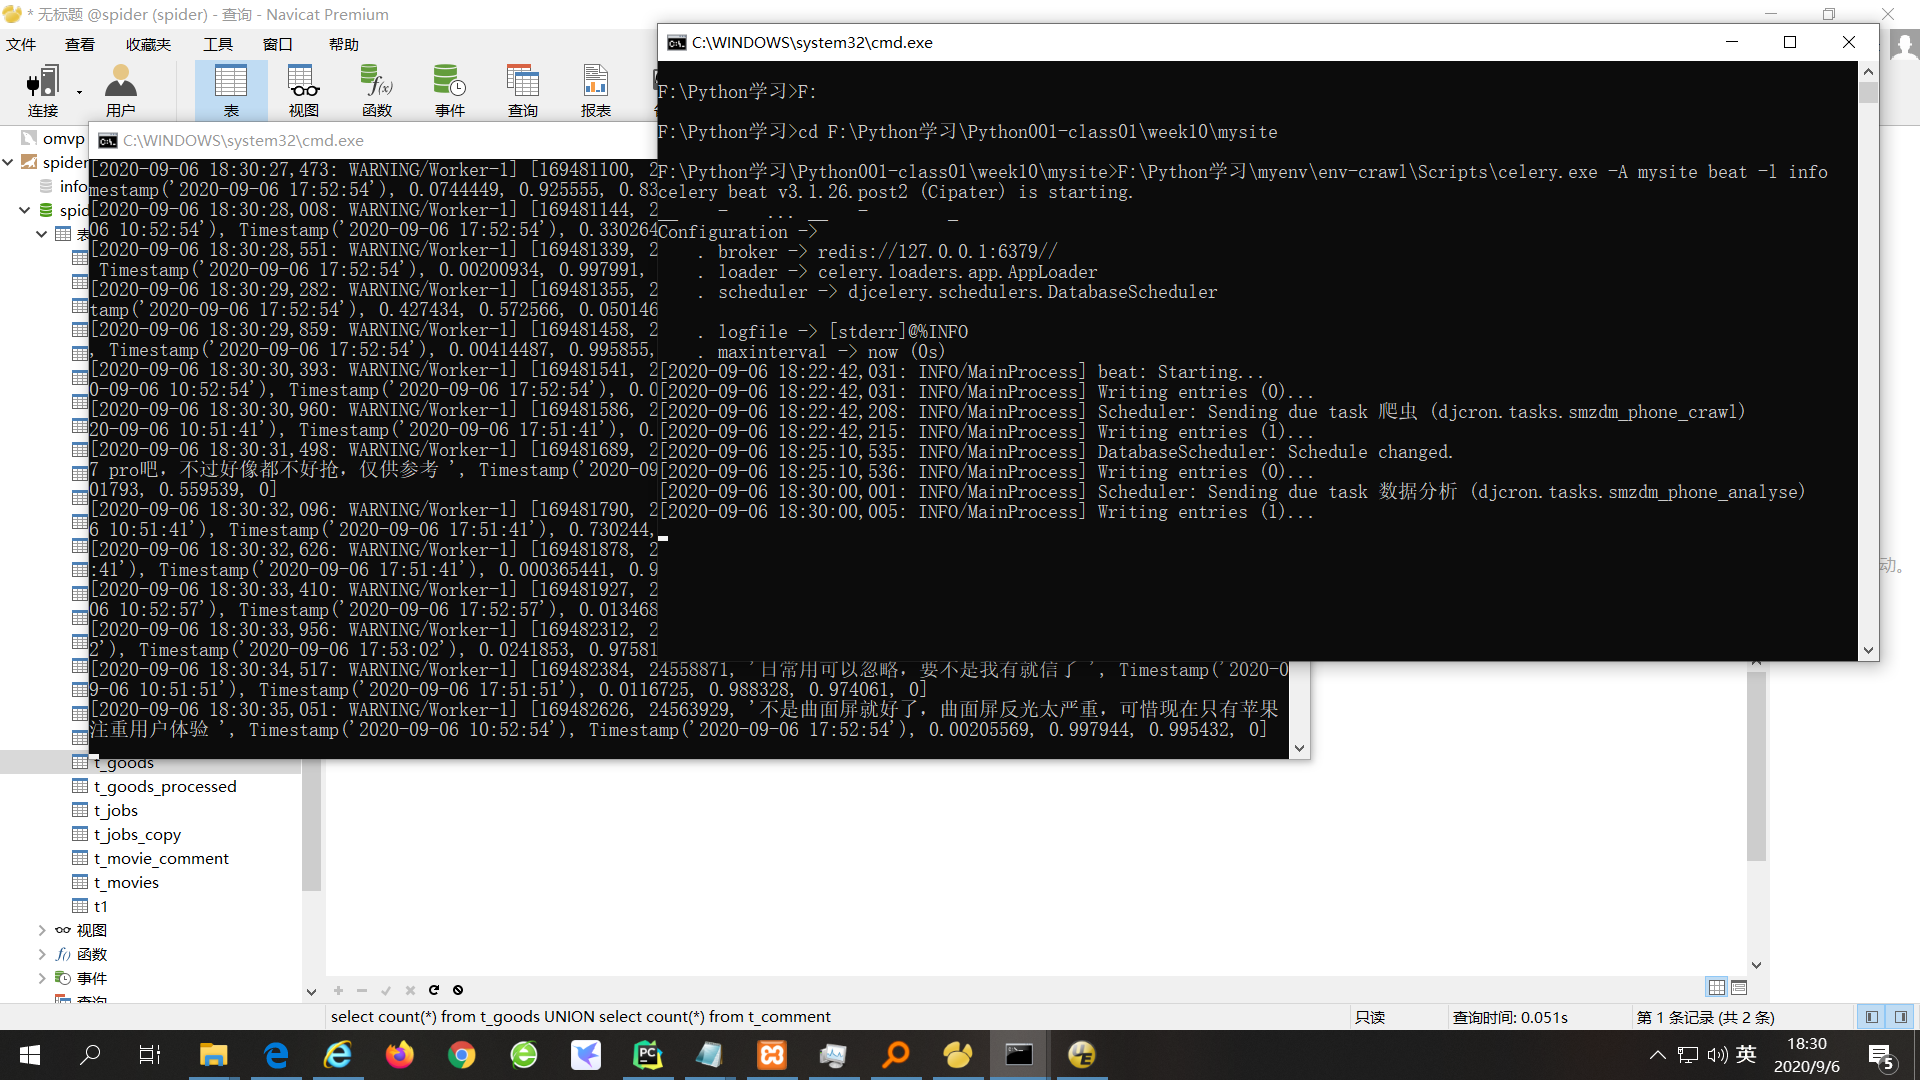 * 无标题 @spider (spider) - 查询 - Navicat Premium
文件 查看 收藏夹 工具 窗口 帮助
连接 用户 表 视图 函数 事件 查询 报表
omvp
spider
info
spid
表
t_goods
t_goods_processed
t_jobs
t_jobs_copy
t_movie_comment
t_movies
t1
视图
函数
事件
查询
C:\WINDOWS\system32\cmd.exe
[2020-09-06 18:30:27,473: WARNING/Worker-1] [169481100, 2
mestamp('2020-09-06 17:52:54'), 0.0744449, 0.925555, 0.83
[2020-09-06 18:30:28,008: WARNING/Worker-1] [169481144, 2
06 10:52:54'), Timestamp('2020-09-06 17:52:54'), 0.330264
[2020-09-06 18:30:28,551: WARNING/Worker-1] [169481339, 2
Timestamp('2020-09-06 17:52:54'), 0.00200934, 0.997991,
[2020-09-06 18:30:29,282: WARNING/Worker-1] [169481355, 2
tamp('2020-09-06 17:52:54'), 0.427434, 0.572566, 0.050146
[2020-09-06 18:30:29,859: WARNING/Worker-1] [169481458, 2
, Timestamp('2020-09-06 17:52:54'), 0.00414487, 0.995855,
[2020-09-06 18:30:30,393: WARNING/Worker-1] [169481541, 2
0-09-06 10:52:54'), Timestamp('2020-09-06 17:52:54'), 0.0
[2020-09-06 18:30:30,960: WARNING/Worker-1] [169481586, 2
20-09-06 10:51:41'), Timestamp('2020-09-06 17:51:41'), 0.
[2020-09-06 18:30:31,498: WARNING/Worker-1] [169481689, 2
7 pro吧，不过好像都不好抢，仅供参考 ', Timestamp('2020-09
01793, 0.559539, 0]
[2020-09-06 18:30:32,096: WARNING/Worker-1] [169481790, 2
6 10:51:41'), Timestamp('2020-09-06 17:51:41'), 0.730244,
[2020-09-06 18:30:32,626: WARNING/Worker-1] [169481878, 2
:41'), Timestamp('2020-09-06 17:51:41'), 0.000365441, 0.9
[2020-09-06 18:30:33,410: WARNING/Worker-1] [169481927, 2
06 10:52:57'), Timestamp('2020-09-06 17:52:57'), 0.013468
[2020-09-06 18:30:33,956: WARNING/Worker-1] [169482312, 2
2'), Timestamp('2020-09-06 17:53:02'), 0.0241853, 0.97581
[2020-09-06 18:30:34,517: WARNING/Worker-1] [169482384, 24558871, '日常用可以忽略，要不是我有就信了 ', Timestamp('2020-0
9-06 10:51:51'), Timestamp('2020-09-06 17:51:51'), 0.0116725, 0.988328, 0.974061, 0]
[2020-09-06 18:30:35,051: WARNING/Worker-1] [169482626, 24563929, '不是曲面屏就好了，曲面屏反光太严重，可惜现在只有苹果
注重用户体验 ', Timestamp('2020-09-06 10:52:54'), Timestamp('2020-09-06 17:52:54'), 0.00205569, 0.997944, 0.995432, 0]
C:\WINDOWS\system32\cmd.exe
F:\Python学习>F:
F:\Python学习>cd F:\Python学习\Python001-class01\week10\mysite
F:\Python学习\Python001-class01\week10\mysite>F:\Python学习\myenv\env-crawl\Scripts\celery.exe -A mysite beat -l info
celery beat v3.1.26.post2 (Cipater) is starting.
__ - ... __ - _
Configuration ->
. broker -> redis://127.0.0.1:6379//
. loader -> celery.loaders.app.AppLoader
. scheduler -> djcelery.schedulers.DatabaseScheduler
. logfile -> [stderr]@%INFO
. maxinterval -> now (0s)
[2020-09-06 18:22:42,031: INFO/MainProcess] beat: Starting...
[2020-09-06 18:22:42,031: INFO/MainProcess] Writing entries (0)...
[2020-09-06 18:22:42,208: INFO/MainProcess] Scheduler: Sending due task 爬虫 (djcron.tasks.smzdm_phone_crawl)
[2020-09-06 18:22:42,215: INFO/MainProcess] Writing entries (1)...
[2020-09-06 18:25:10,535: INFO/MainProcess] DatabaseScheduler: Schedule changed.
[2020-09-06 18:25:10,536: INFO/MainProcess] Writing entries (0)...
[2020-09-06 18:30:00,001: INFO/MainProcess] Scheduler: Sending due task 数据分析 (djcron.tasks.smzdm_phone_analyse)
[2020-09-06 18:30:00,005: INFO/MainProcess] Writing entries (1)...
动。
select count(*) from t_goods UNION select count(*) from t_comment 只读 查询时间: 0.051s 第 1 条记录 (共 2 条)
英 18:30
2020/9/6
5